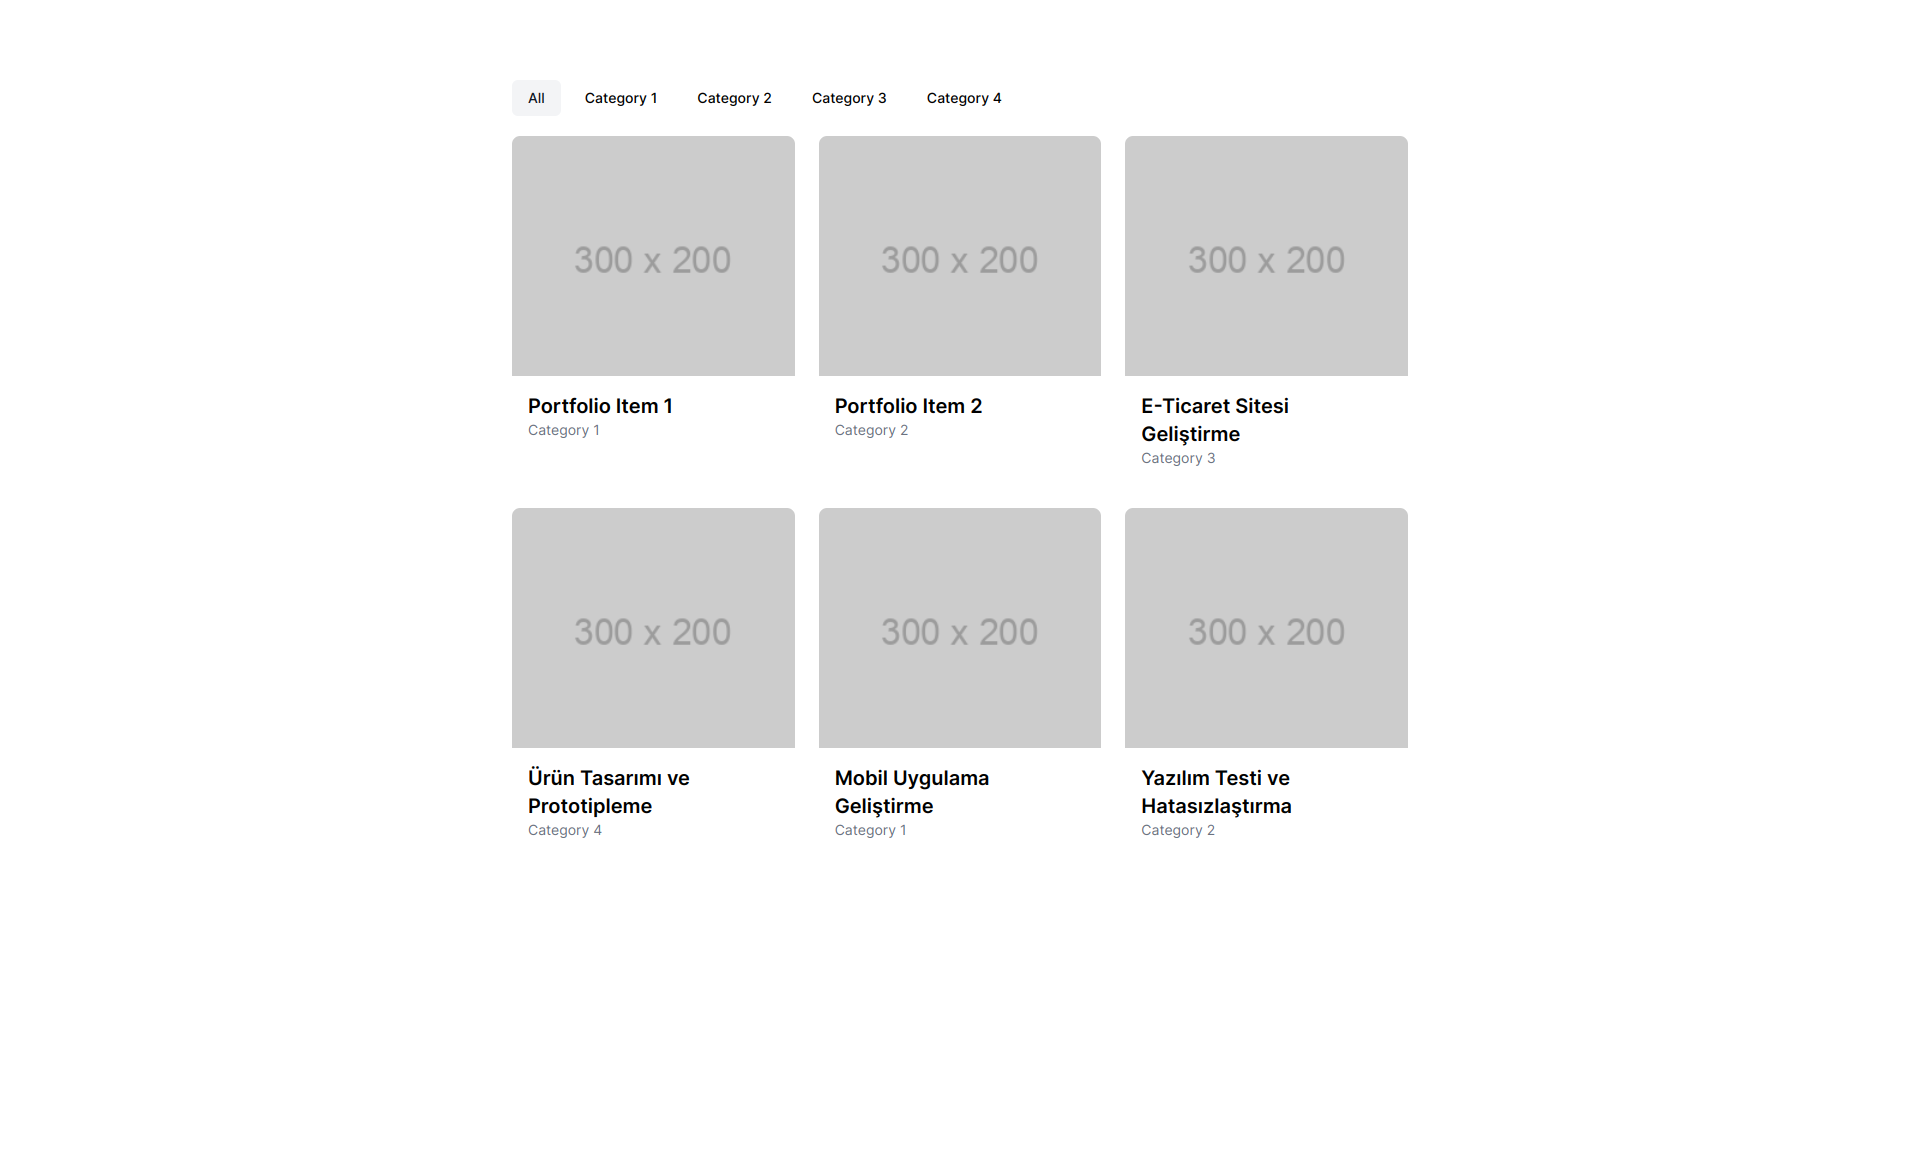 All
Category 1
Category 2
Category 3
Category 4
300 x 200
300 x 200
300 x 200
Portfolio Item 1
Category 1
Portfolio Item 2
Category 2
E-Ticaret Sitesi
Geliştirme
Category 3
300 x 200
300 x 200
300 x 200
Ürün Tasarımı ve
Prototipleme
Category 4
Mobil Uygulama
Geliştirme
Category 1
Yazılım Testi ve
Hatasızlaştırma
Category 2